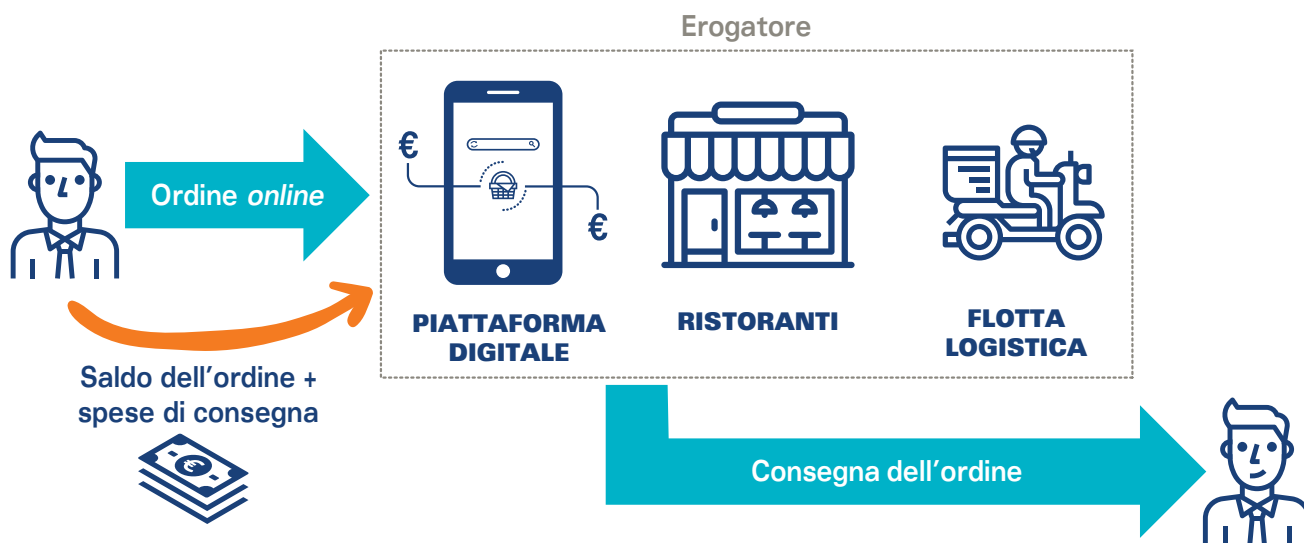 Erogatore
Ordine online
€
€
PIATTAFORMA
DIGITALE
RISTORANTI
FLOTTA
LOGISTICA
Saldo dell'ordine +
spese di consegna
€
Consegna dell'ordine